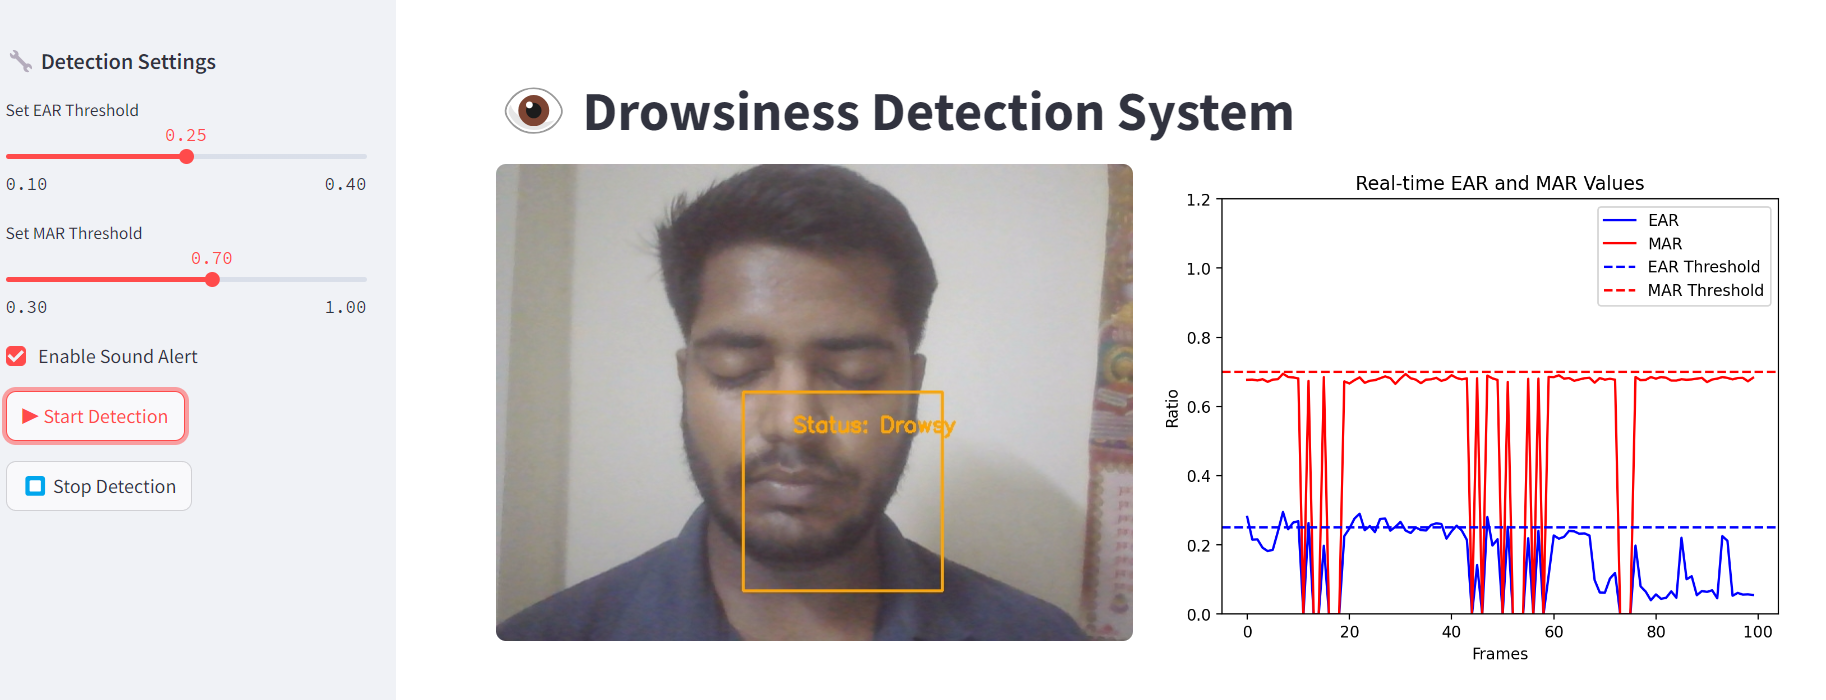 Detection Settings
Set EAR Threshold
0.25
0.10 0.40
Set MAR Threshold
0.70
0.30 1.00
Enable Sound Alert
Start Detection
Stop Detection
Drowsiness Detection System
Status: Drowsy
Real-time EAR and MAR Values
EAR
MAR
EAR Threshold
MAR Threshold
1.2
1.0
0.8
0.6
0.4
0.2
0.0
Ratio
0 20 40 60 80 100
Frames